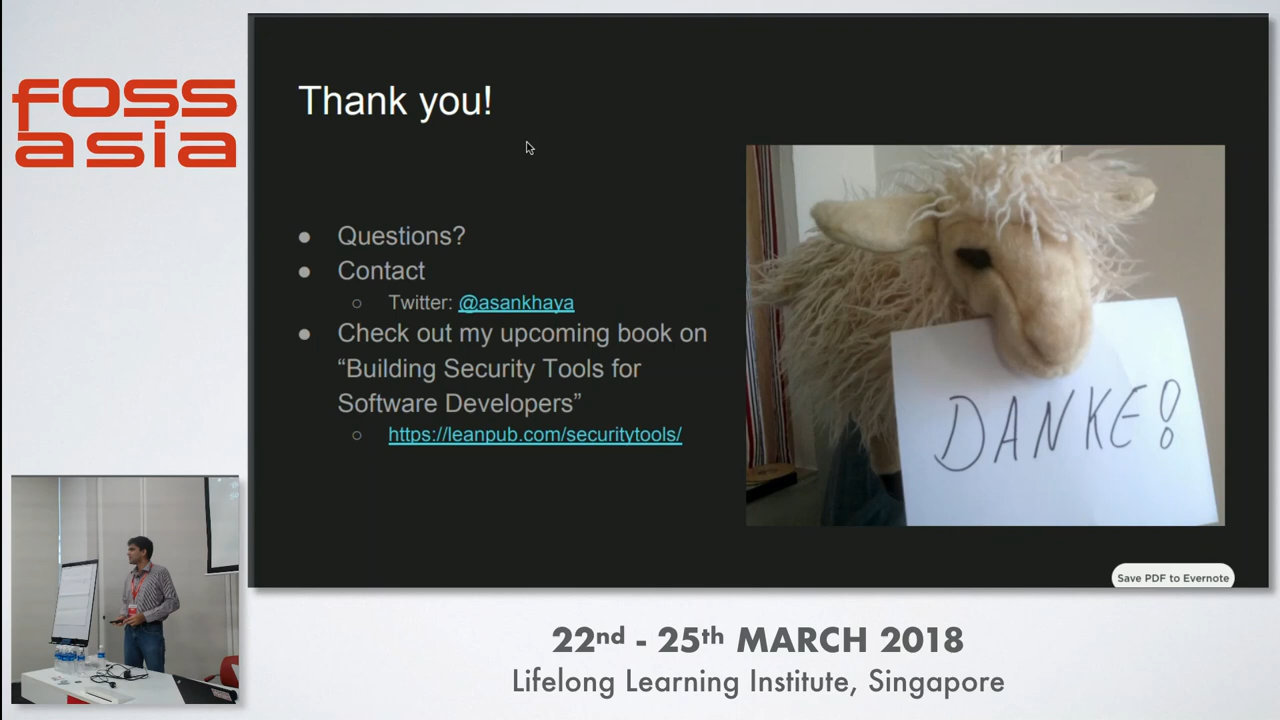 foss
asia
Thank you!
● Questions?
● Contact
○ Twitter: @asankhaya
● Check out my upcoming book on
“Building Security Tools for
Software Developers”
○ https://leanpub.com/securitytools/
DANKE!
Save PDF to Evernote
22nd - 25th MARCH 2018
Lifelong Learning Institute, Singapore